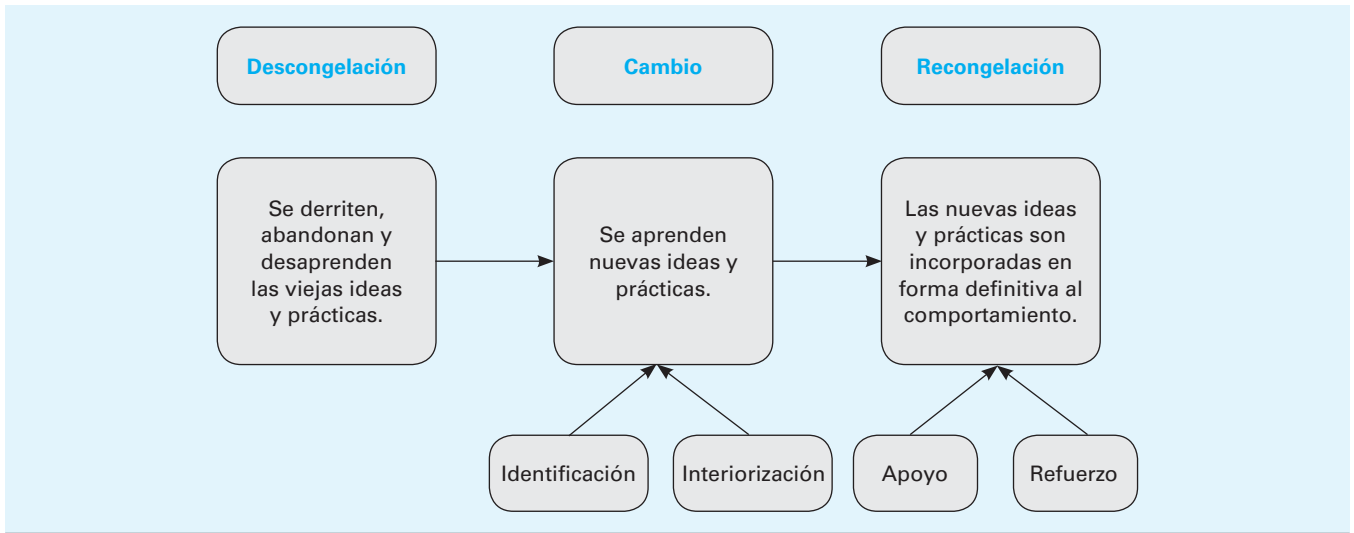 Descongelación
Cambio
Recongelación
Se derriten,
abandonan y
desaprenden
las viejas ideas
y prácticas.
Se aprenden
nuevas ideas y
prácticas.
Las nuevas ideas
y prácticas son
incorporadas en
forma definitiva al
comportamiento.
Identificación
Interiorización
Apoyo
Refuerzo